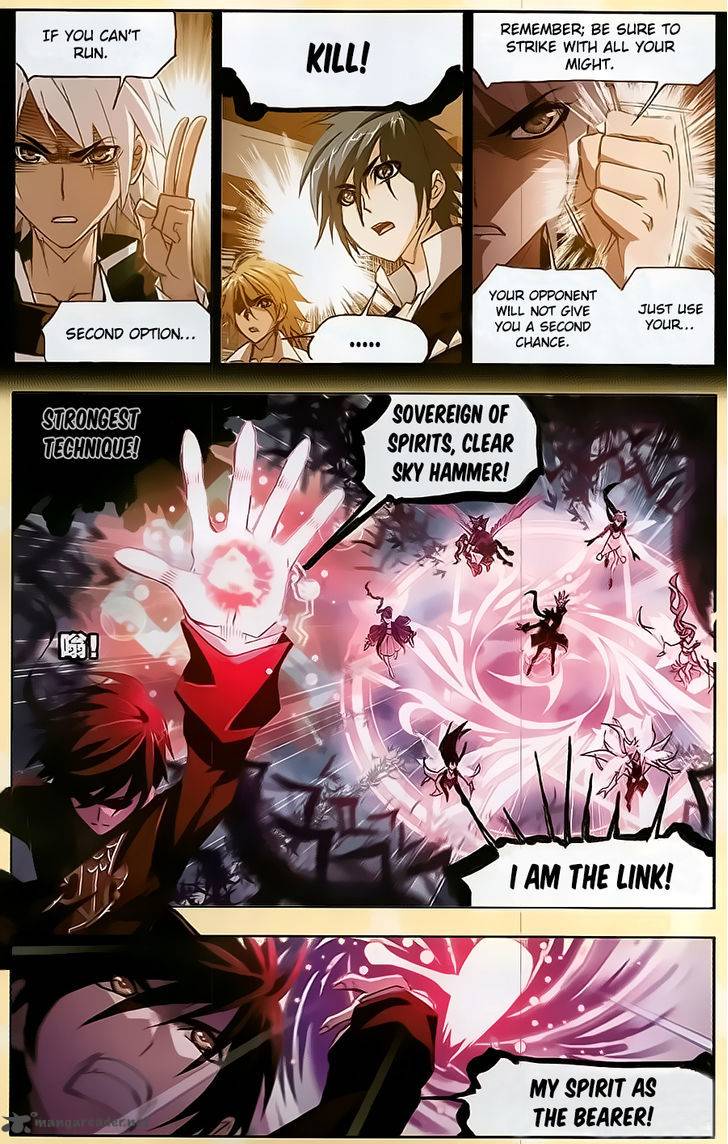 IF YOU CAN'T
RUN.
SECOND OPTION...
KILL!
.....
REMEMBER; BE SURE TO
STRIKE WITH ALL YOUR
MIGHT.
YOUR OPPONENT
WILL NOT GIVE
YOU A SECOND
CHANCE.
JUST USE
YOUR...
STRONGEST
TECHNIQUE!
SOVEREIGN OF
SPIRITS, CLEAR
SKY HAMMER!
嗡!
I AM THE LINK!
MY SPIRIT AS
THE BEARER!
mangareader.net